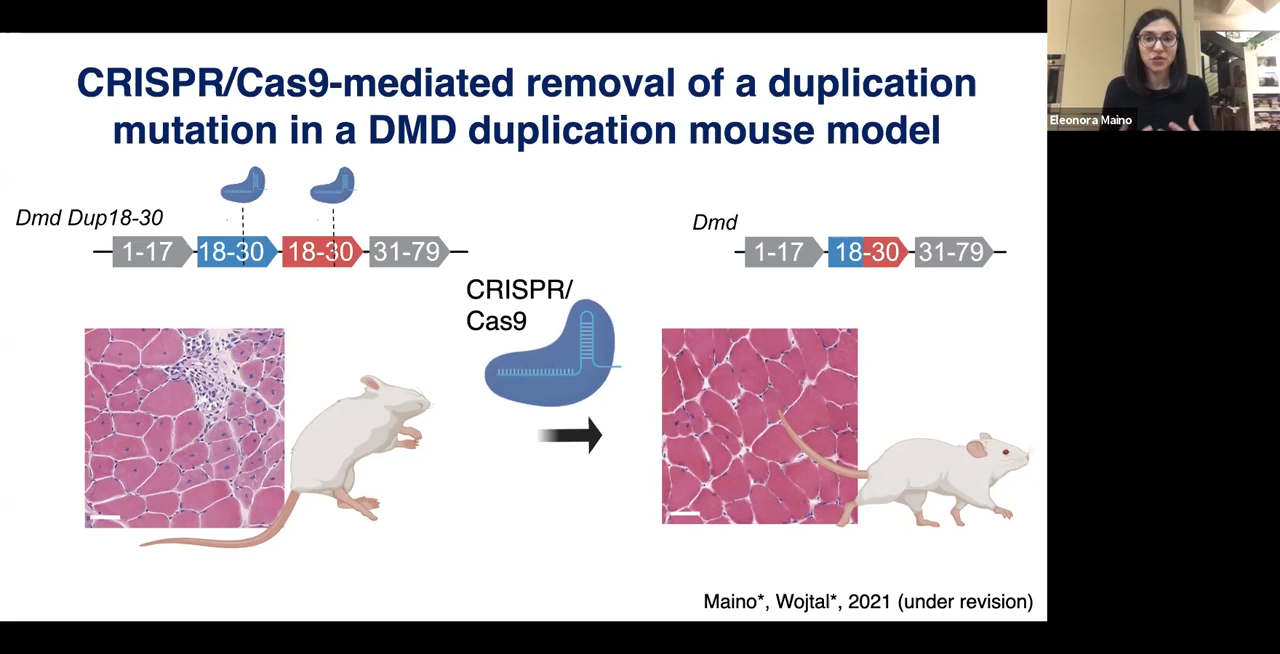 CRISPR/Cas9-mediated removal of a duplication
mutation in a DMD duplication mouse model
Eleonora Maino
Dmd Dup18-30
1-17 18-30 18-30 31-79
Dmd
1-17 18-30 31-79
CRISPR/
Cas9
Maino*, Wojtal*, 2021 (under revision)